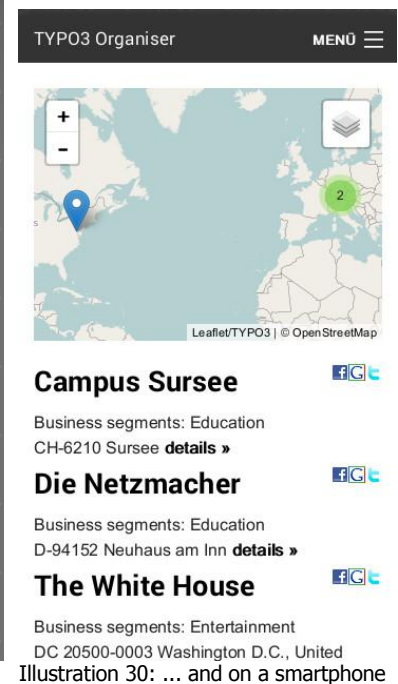 TYPO3 Organiser
MENÜ
+
-
2
Leaflet/TYPO3 | © OpenStreetMap
Campus Sursee
Business segments: Education
CH-6210 Sursee details »
Die Netzmacher
Business segments: Education
D-94152 Neuhaus am Inn details »
The White House
Business segments: Entertainment
DC 20500-0003 Washington D.C., United
Illustration 30: ... and on a smartphone